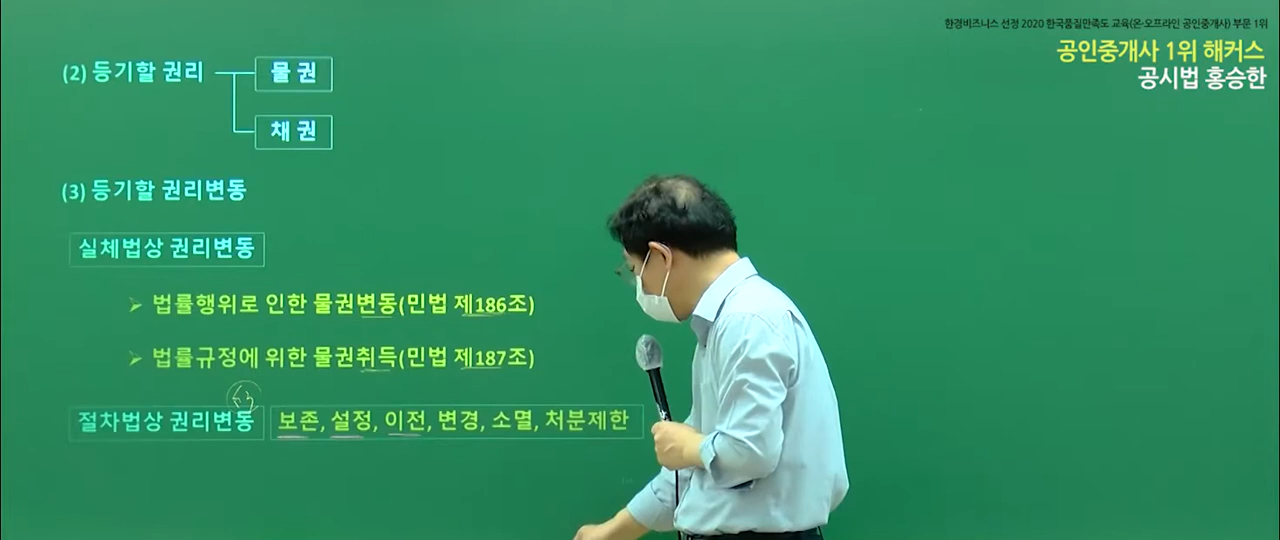 한경비즈니스 선정 2020 한국품질만족도 교육(온·오프라인 공인중개사) 부문 1위
공인중개사 1위 해커스
공시법 홍승한
(2) 등기할 권리
물 권
채 권
(3) 등기할 권리변동
실체법상 권리변동
➢ 법률행위로 인한 물권변동(민법 제186조)
➢ 법률규정에 위한 물권취득(민법 제187조)
절차법상 권리변동 보존, 설정, 이전, 변경, 소멸, 처분제한